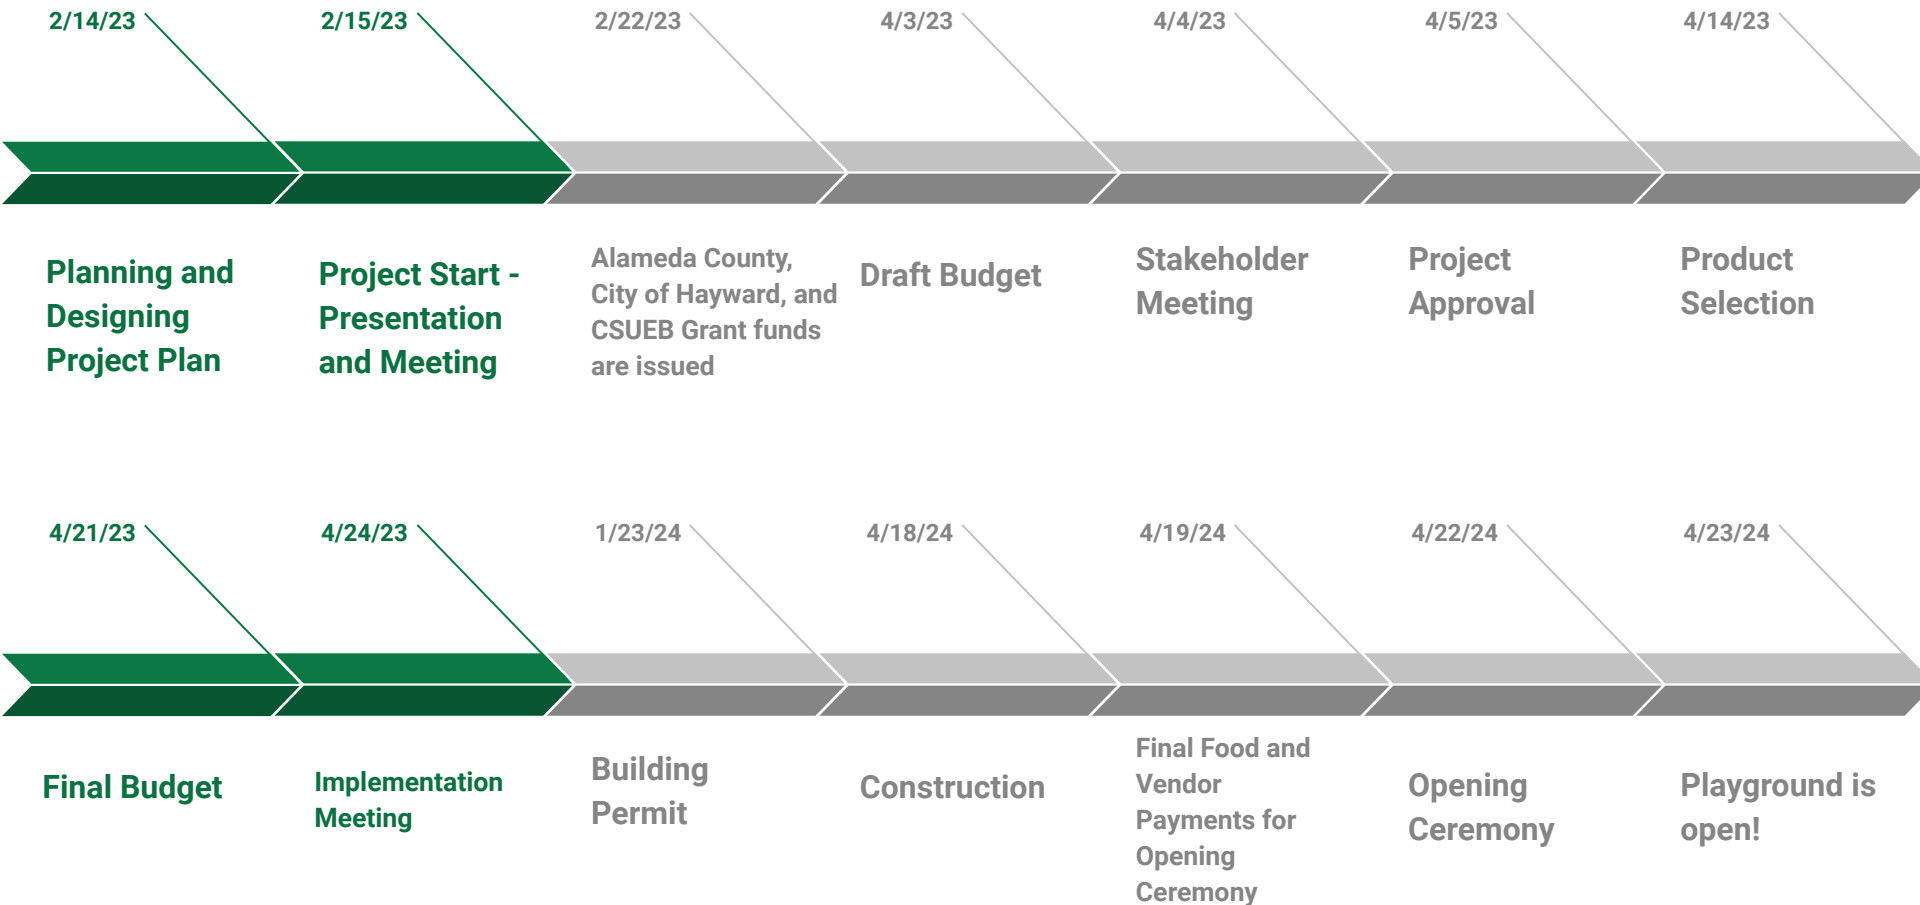 2/14/23
2/15/23
2/22/23
4/3/23
4/4/23
4/5/23
4/14/23
Planning and
Designing
Project Plan
Project Start -
Presentation
and Meeting
Alameda County,
City of Hayward, and
CSUEB Grant funds
are issued
Draft Budget
Stakeholder
Meeting
Project
Approval
Product
Selection
4/21/23
4/24/23
1/23/24
4/18/24
4/19/24
4/22/24
4/23/24
Final Budget
Implementation
Meeting
Building
Permit
Construction
Final Food and
Vendor
Payments for
Opening
Ceremony
Opening
Ceremony
Playground is
open!